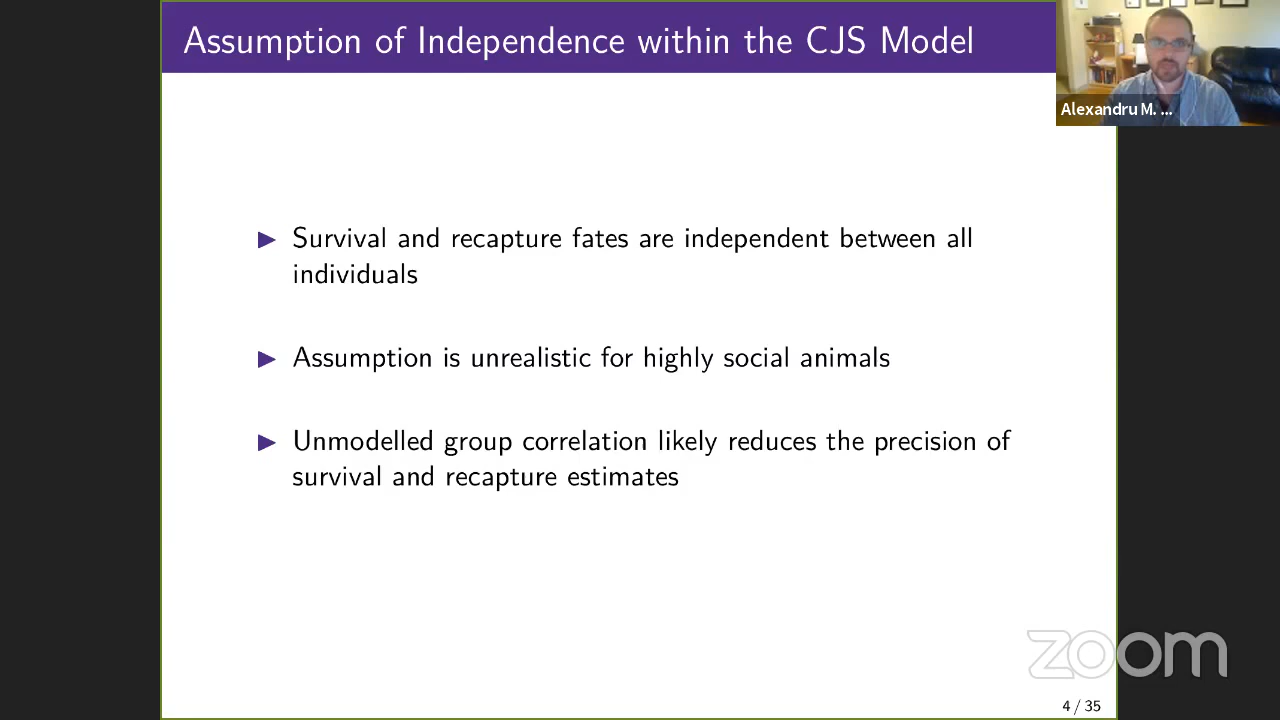 Assumption of Independence within the CJS Model
Alexandru M. ...
▶ Survival and recapture fates are independent between all
individuals
▶ Assumption is unrealistic for highly social animals
▶ Unmodelled group correlation likely reduces the precision of
survival and recapture estimates
zoom
4 / 35